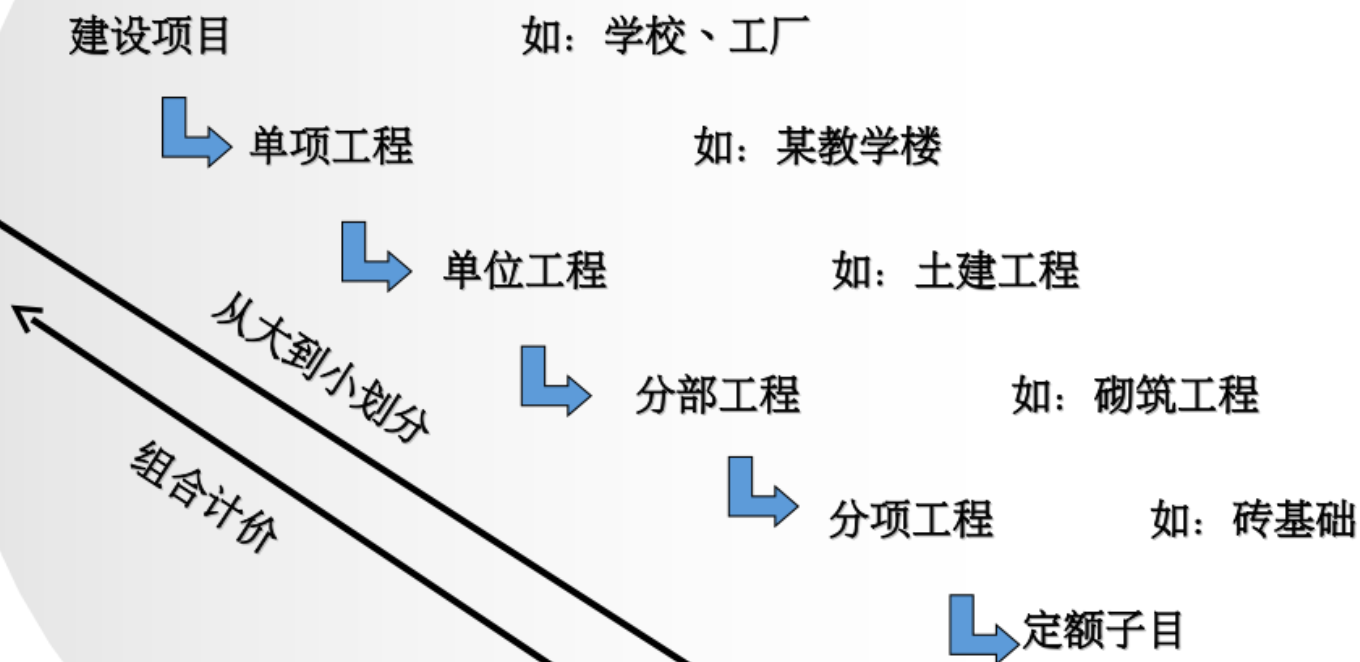 建设项目 如：学校、工厂
单项工程 如：某教学楼
单位工程 如：土建工程
从大到小划分
分部工程 如：砌筑工程
组合计价
分项工程 如：砖基础
定额子目